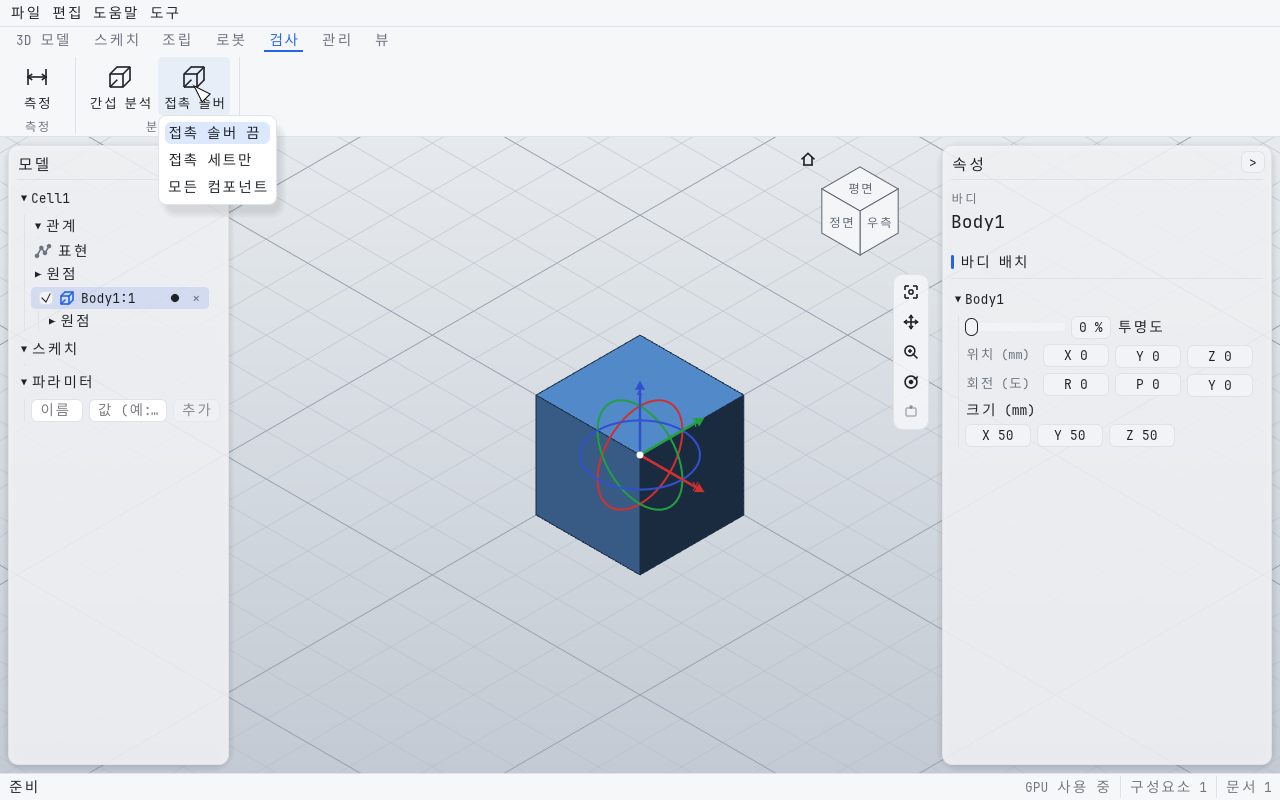 파일 편집 도움말 도구
3D 모델 스케치 조립 로봇 검사 관리 뷰
측정 간섭 분석 접촉 솔버
측정 분
접촉 솔버 끔
접촉 세트만
모든 컴포넌트
모델
Cell1
관계
표현
원점
Body1:1
원점
스케치
파라미터
이름 값 (예:… 추가
평면
정면 우측
속성 >
바디
Body1
바디 배치
Body1
0 % 투명도
위치 (mm) X 0 Y 0 Z 0
회전 (도) R 0 P 0 Y 0
크기 (mm)
X 50 Y 50 Z 50
준비 GPU 사용 중 구성요소 1 문서 1